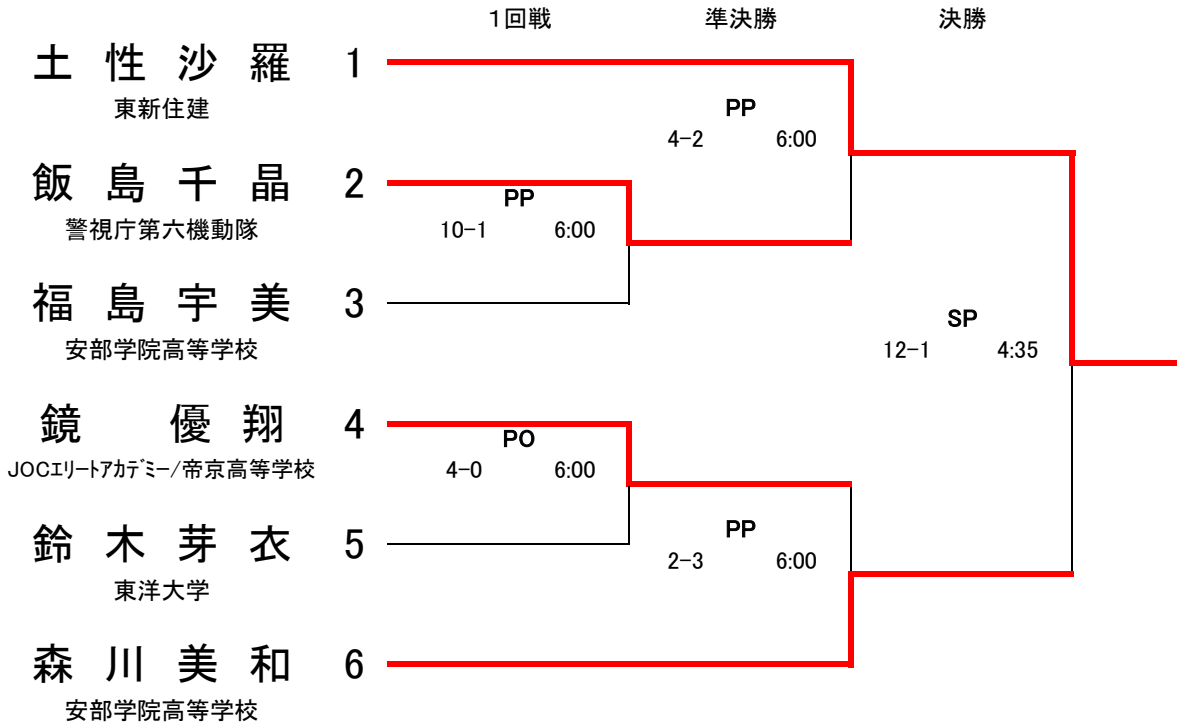 1回戦 準決勝 決勝
土 性 沙 羅 1
東新住建
PP
4-2 6:00
飯 島 千 晶 2
警視庁第六機動隊
PP
10-1 6:00
福 島 宇 美 3
安部学院高等学校
SP
12-1 4:35
鏡 優 翔 4
JOCｴﾘｰﾄｱｶﾃﾞﾐｰ/帝京高等学校
PO
4-0 6:00
鈴 木 芽 衣 5
東洋大学
PP
2-3 6:00
森 川 美 和 6
安部学院高等学校